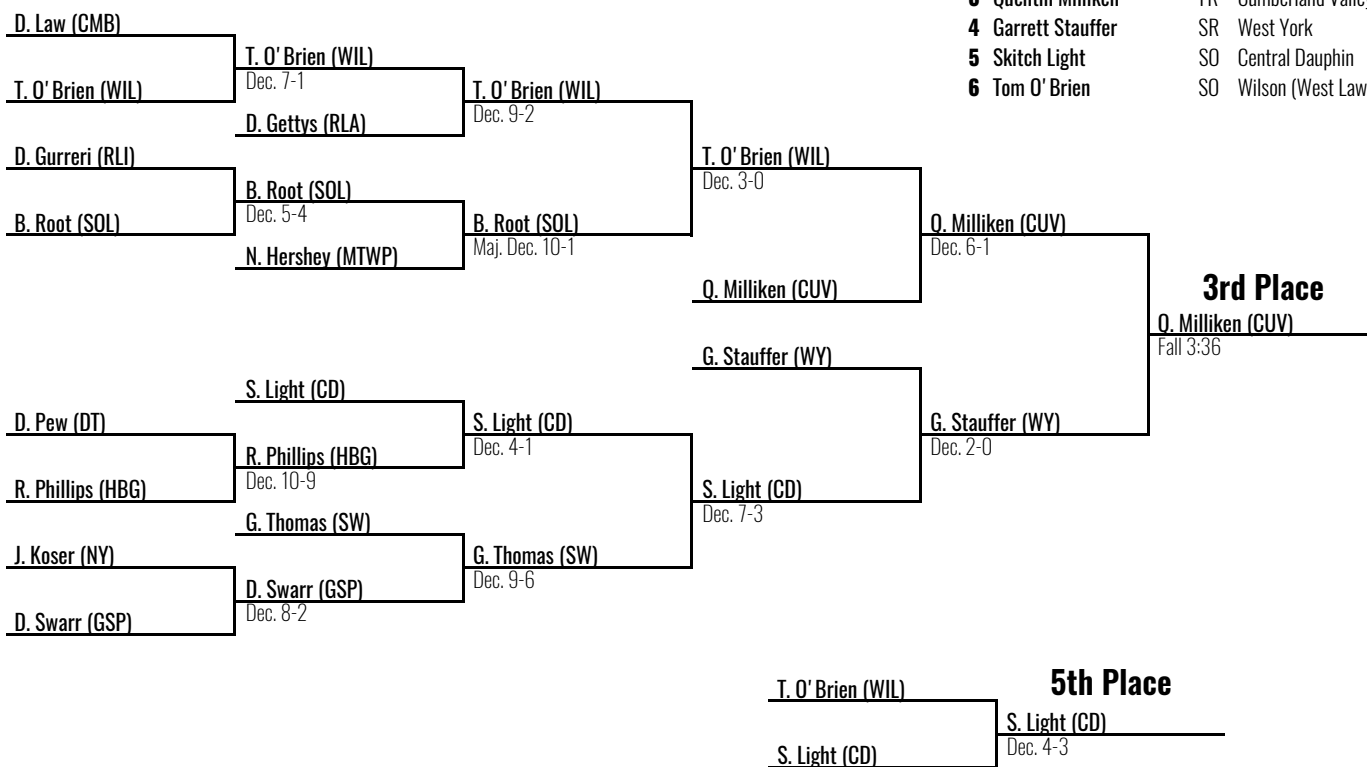 3 Quentin Milliken FR Cumberland Valley
4 Garrett Stauffer SR West York
5 Skitch Light SO Central Dauphin
6 Tom O'Brien SO Wilson (West Law
D. Law (CMB)
T. O'Brien (WIL)
Dec. 7-1
T. O'Brien (WIL)
T. O'Brien (WIL)
Dec. 9-2
D. Gettys (RLA)
D. Gurreri (RLI)
T. O'Brien (WIL)
Dec. 3-0
B. Root (SOL)
Dec. 5-4
B. Root (SOL)
B. Root (SOL)
Maj. Dec. 10-1
Q. Milliken (CUV)
Dec. 6-1
N. Hershey (MTWP)
Q. Milliken (CUV)
3rd Place
Q. Milliken (CUV)
Fall 3:36
G. Stauffer (WY)
S. Light (CD)
D. Pew (DT)
S. Light (CD)
Dec. 4-1
G. Stauffer (WY)
Dec. 2-0
R. Phillips (HBG)
Dec. 10-9
R. Phillips (HBG)
S. Light (CD)
Dec. 7-3
G. Thomas (SW)
J. Koser (NY)
G. Thomas (SW)
Dec. 9-6
D. Swarr (GSP)
Dec. 8-2
D. Swarr (GSP)
5th Place
T. O'Brien (WIL)
S. Light (CD)
Dec. 4-3
S. Light (CD)